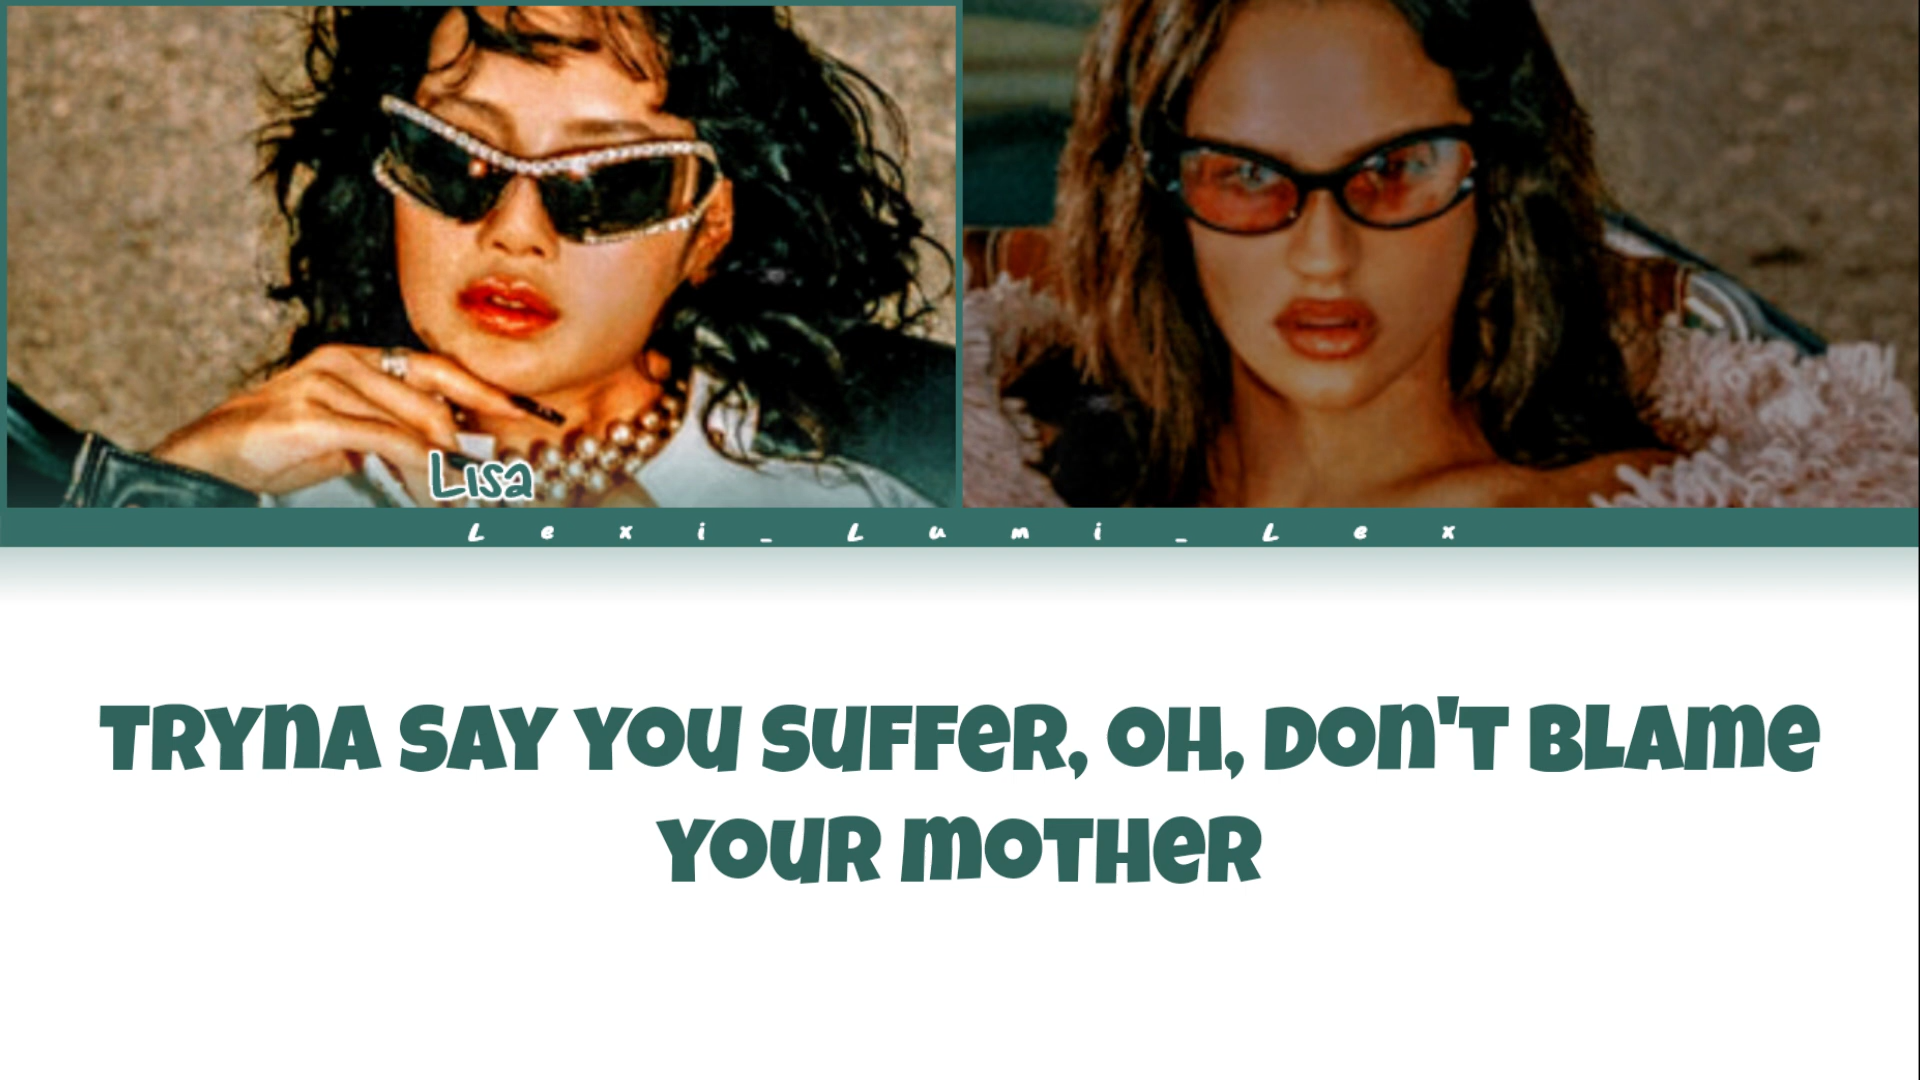 Lisa
Lexi_Lumi_Lex
TRYNA SAY YOU SUFFER, OH, DON'T BLAME
YOUR MOTHER